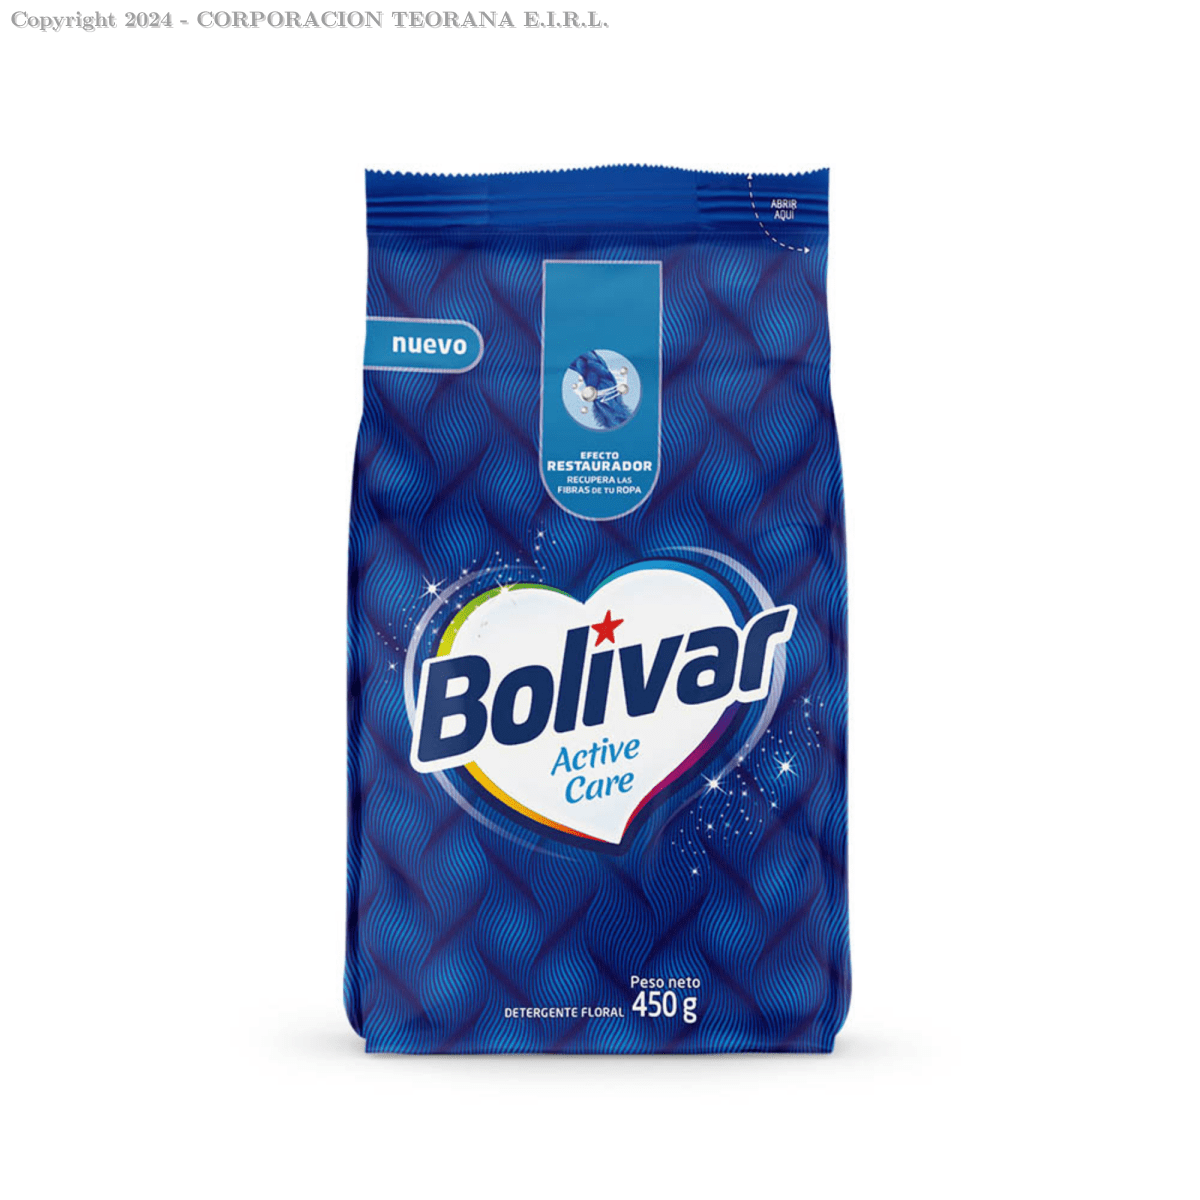 Copyright 2024 - CORPORACION TEORANA E.I.R.L.
ABRIR
AQUÍ
nuevo
EFECTO
RESTAURADOR
RECUPERA LAS
FIBRAS DE TU ROPA
Bolívar
Active
Care
Peso neto
DETERGENTE FLORAL 450 g